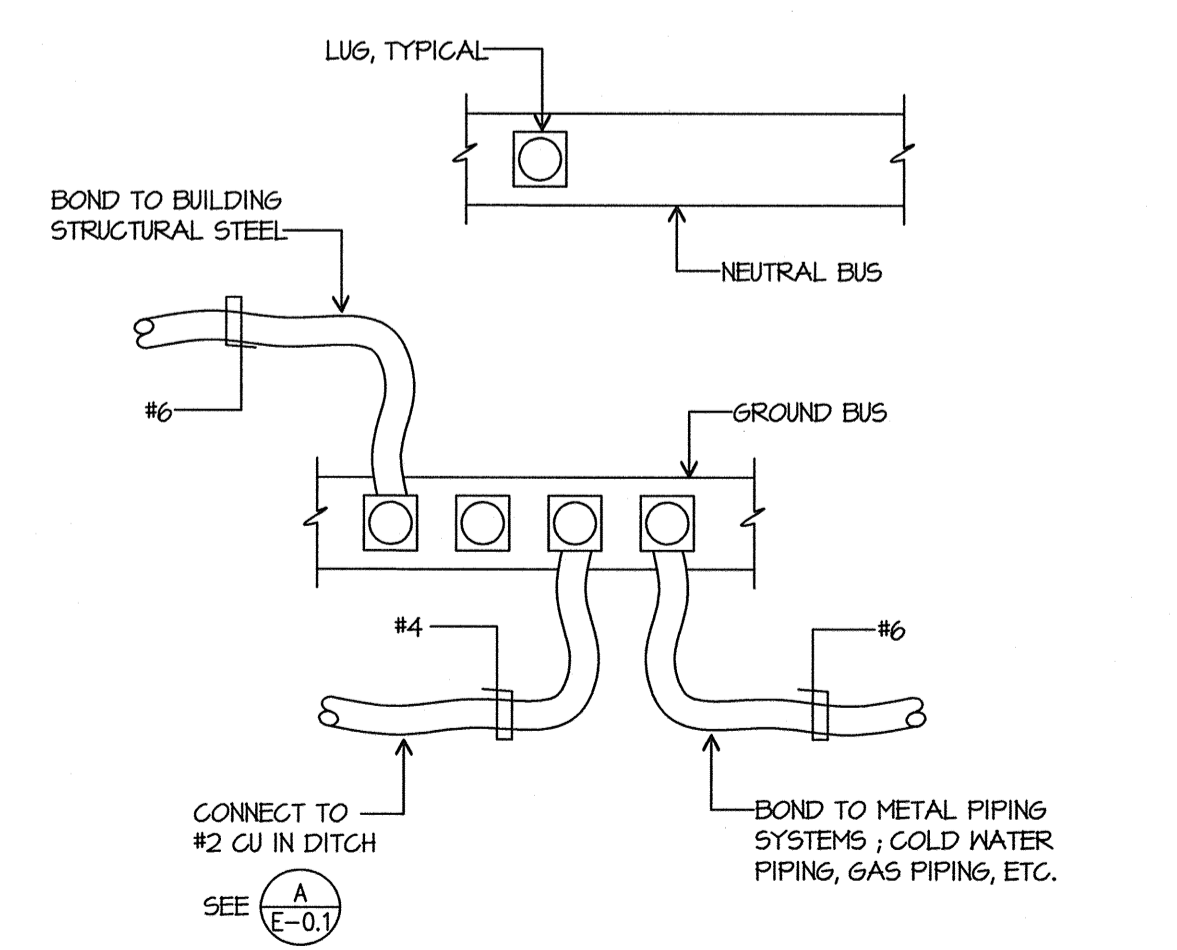 LUG, TYPICAL
BOND TO BUILDING
STRUCTURAL STEEL
NEUTRAL BUS
#6
GROUND BUS
#4
#6
CONNECT TO
#2 CU IN DITCH
SEE A
E-0.1
BOND TO METAL PIPING
SYSTEMS ; COLD WATER
PIPING, GAS PIPING, ETC.